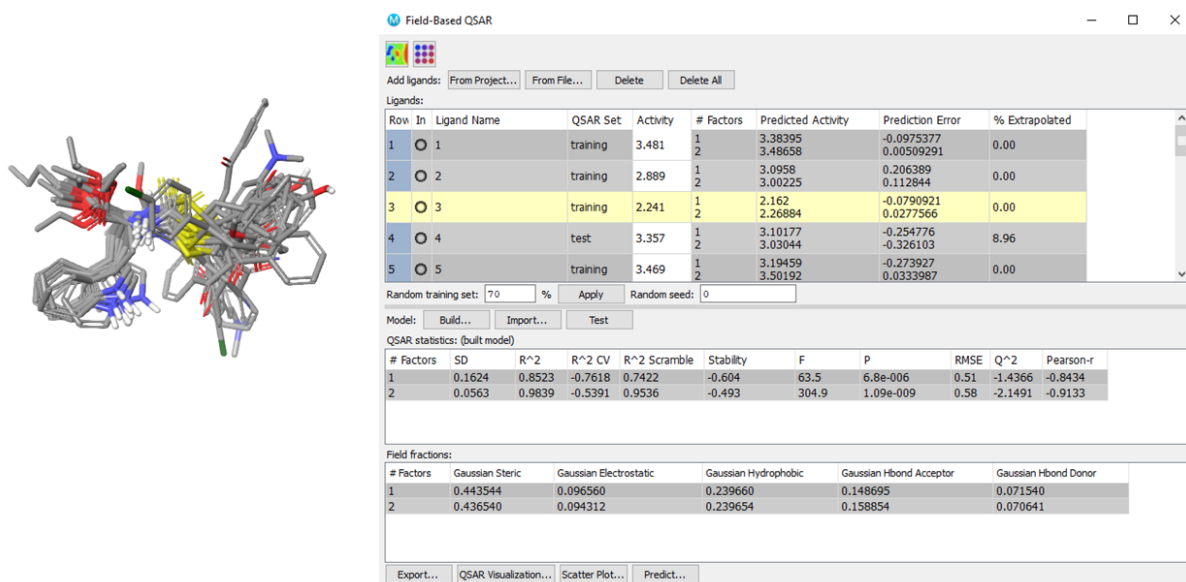 M Field-Based QSAR
Add ligands: From Project... From File... Delete Delete All
Ligands:
Row In Ligand Name QSAR Set Activity # Factors Predicted Activity Prediction Error % Extrapolated
1 1 training 3.481 1 3.38395 -0.0975377 0.00
2 3.48658 0.00509291
2 2 training 2.889 1 3.0958 0.206389 0.00
2 3.00225 0.112844
3 3 training 2.241 1 2.162 -0.0790921 0.00
2 2.26884 0.0277566
4 4 test 3.357 1 3.10177 -0.254776 8.96
2 3.03044 -0.326103
5 5 training 3.469 1 3.19459 -0.273927 0.00
2 3.50192 0.0333987
Random training set: 70 % Apply Random seed: 0
Model: Build... Import... Test
QSAR statistics: (built model)
# Factors SD R^2 R^2 CV R^2 Scramble Stability F P RMSE Q^2 Pearson-r
1 0.1624 0.8523 -0.7618 0.7422 -0.604 63.5 6.8e-006 0.51 -1.4366 -0.8434
2 0.0563 0.9839 -0.5391 0.9536 -0.493 304.9 1.09e-009 0.58 -2.1491 -0.9133
Field fractions:
# Factors Gaussian Steric Gaussian Electrostatic Gaussian Hydrophobic Gaussian Hbond Acceptor Gaussian Hbond Donor
1 0.443544 0.096560 0.239660 0.148695 0.071540
2 0.436540 0.094312 0.239654 0.158854 0.070641
Export... QSAR Visualization... Scatter Plot... Predict...